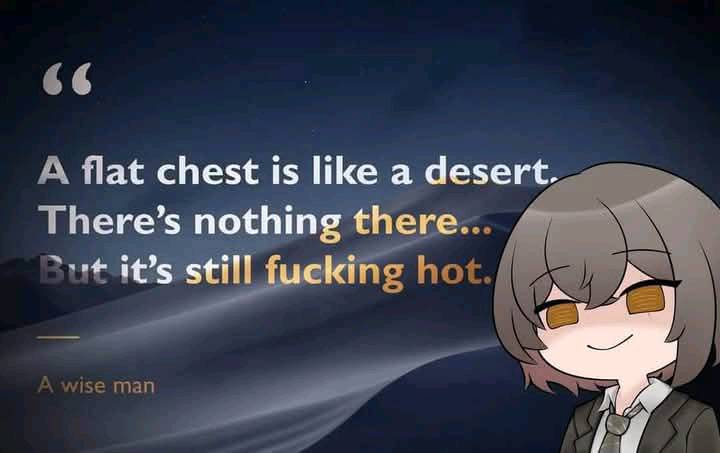 “
A flat chest is like a desert.
There's nothing there...
But it's still fucking hot.
A wise man